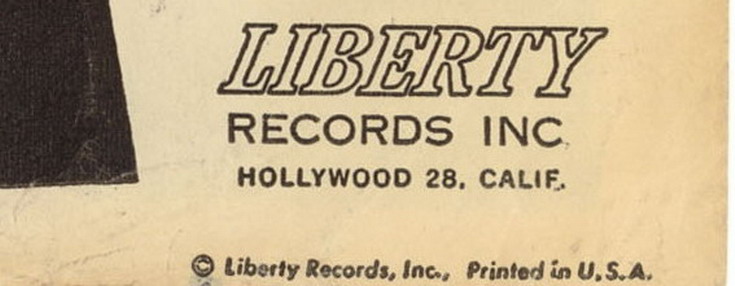 LIBERTY
RECORDS INC.
HOLLYWOOD 28, CALIF.
© Liberty Records, Inc., Printed in U.S.A.